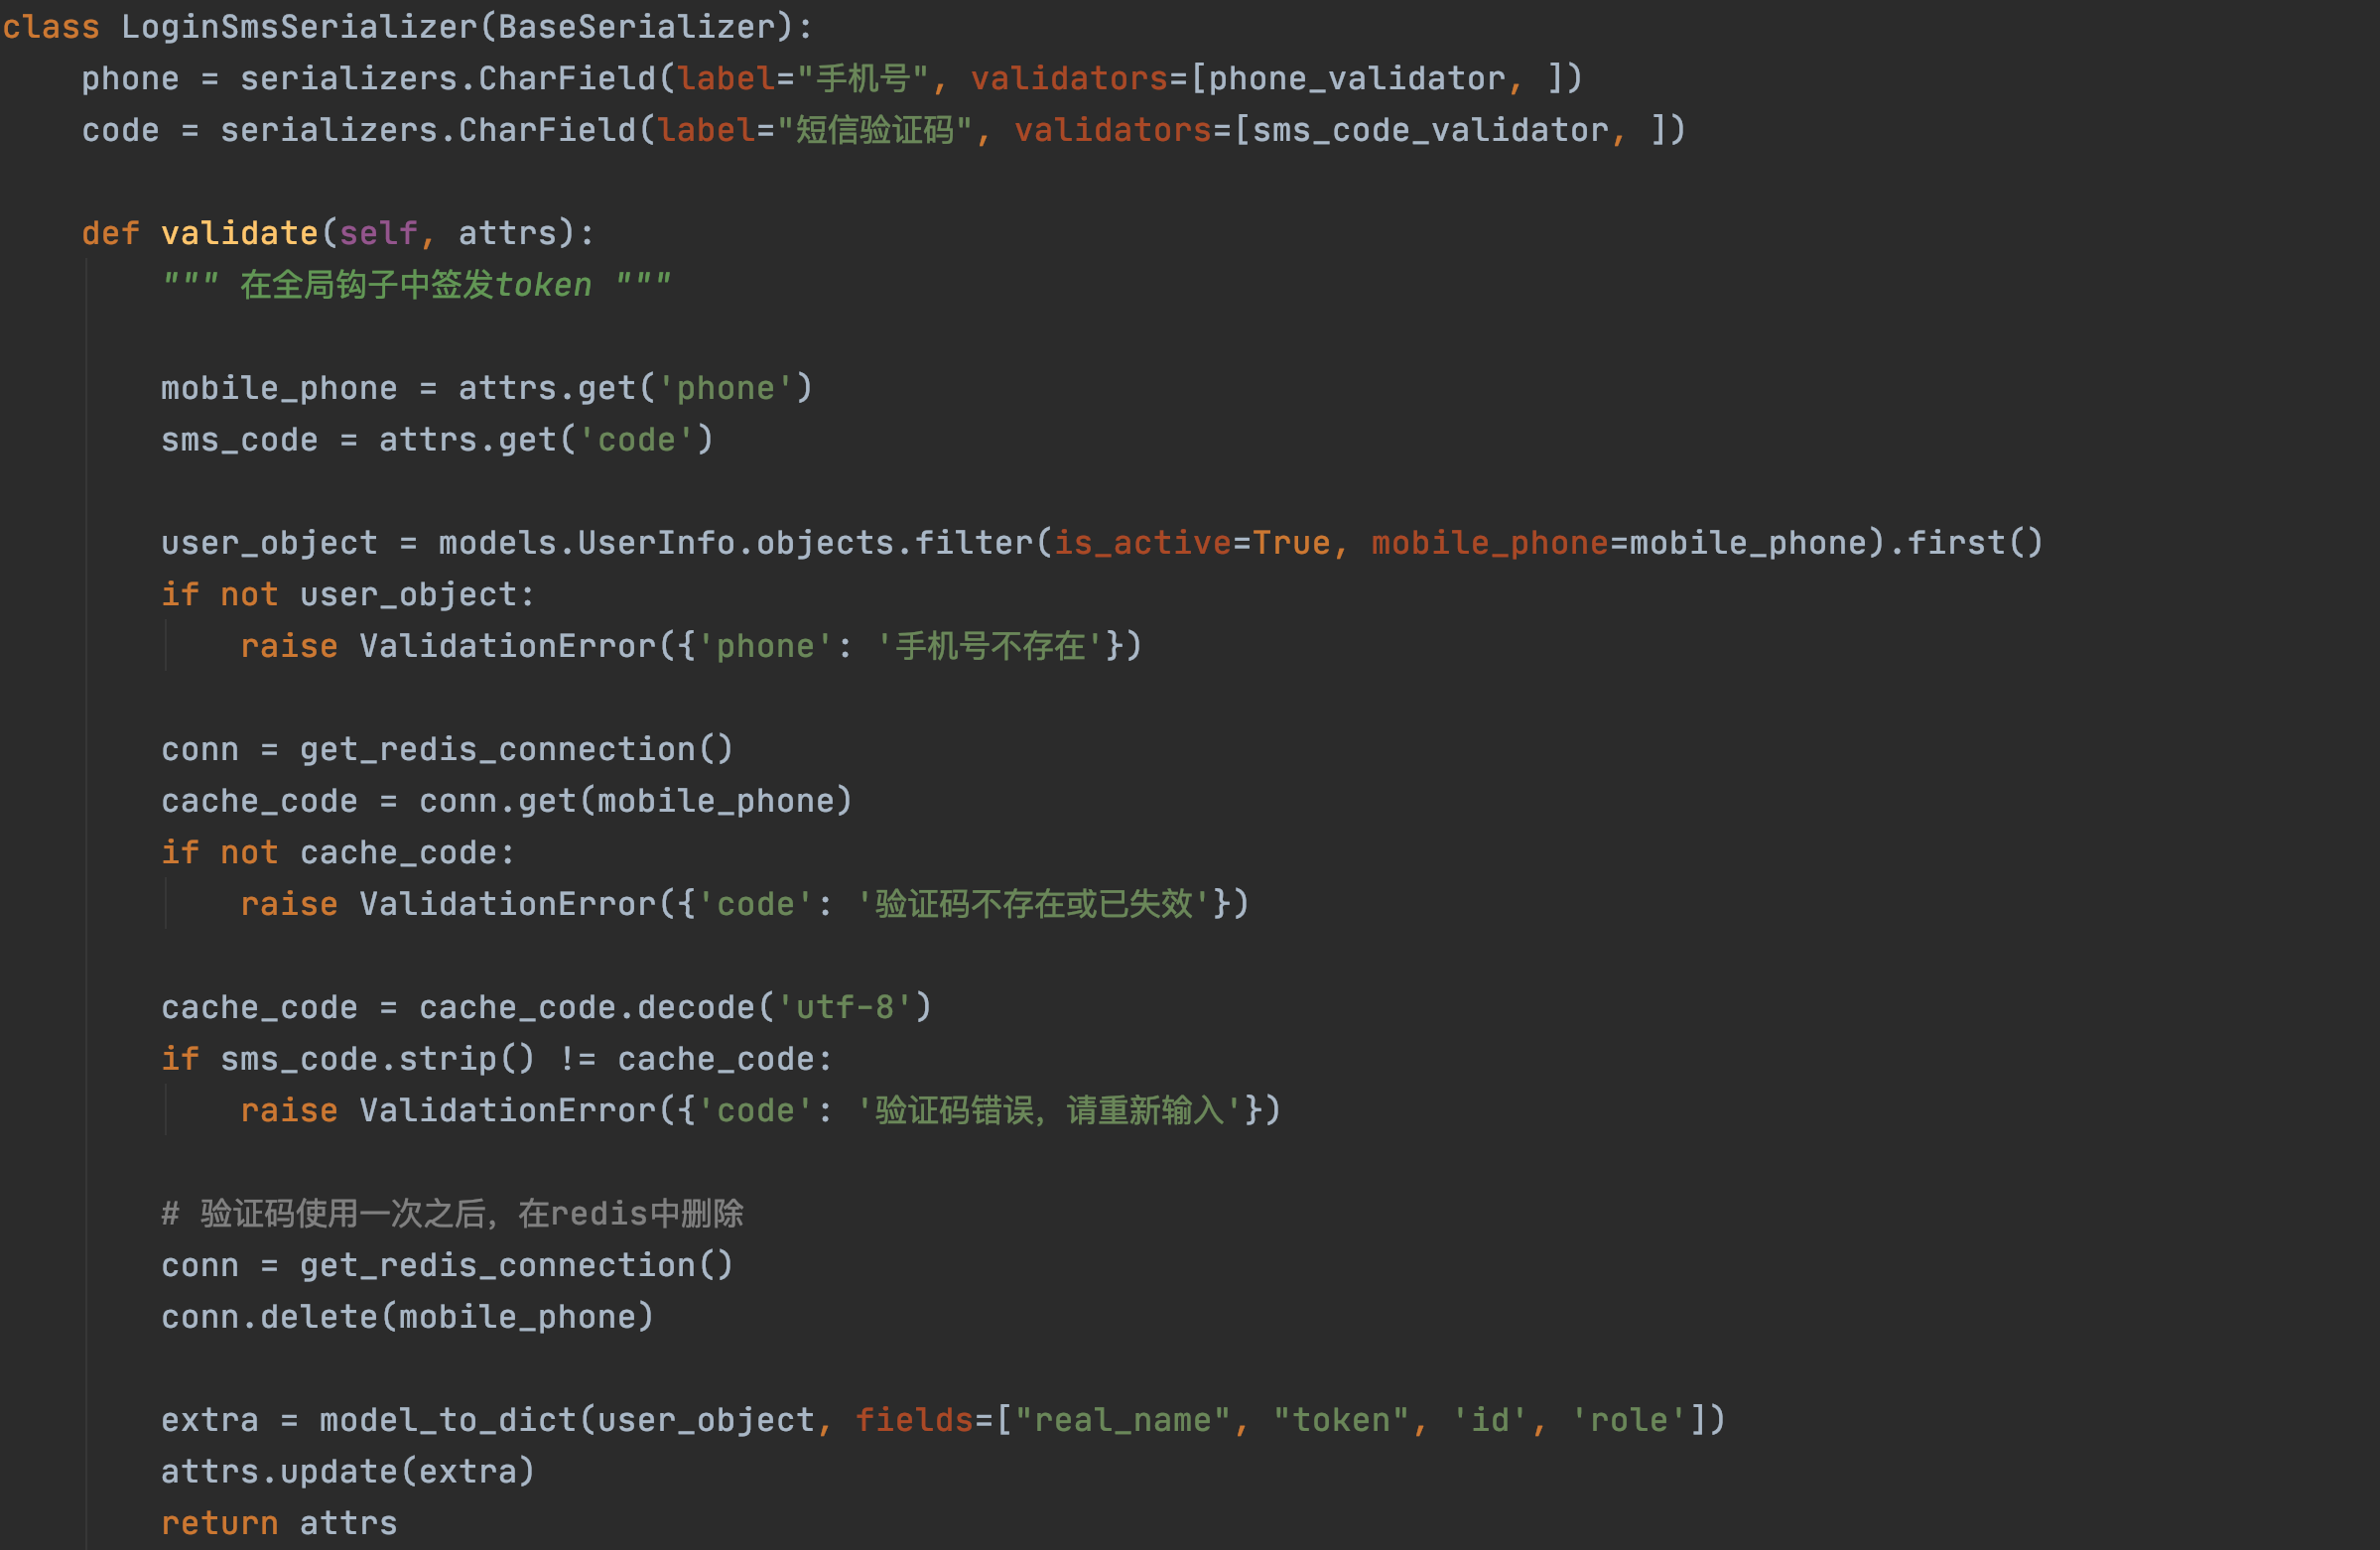 class LoginSmsSerializer(BaseSerializer):
    phone = serializers.CharField(label="手机号", validators=[phone_validator, ])
    code = serializers.CharField(label="短信验证码", validators=[sms_code_validator, ])
    def validate(self, attrs):
        """ 在全局钩子中签发token """
        mobile_phone = attrs.get('phone')
        sms_code = attrs.get('code')
        user_object = models.UserInfo.objects.filter(is_active=True, mobile_phone=mobile_phone).first()
        if not user_object:
            raise ValidationError({'phone': '手机号不存在'})
        conn = get_redis_connection()
        cache_code = conn.get(mobile_phone)
        if not cache_code:
            raise ValidationError({'code': '验证码不存在或已失效'})
        cache_code = cache_code.decode('utf-8')
        if sms_code.strip() != cache_code:
            raise ValidationError({'code': '验证码错误，请重新输入'})
        # 验证码使用一次之后，在redis中删除
        conn = get_redis_connection()
        conn.delete(mobile_phone)
        extra = model_to_dict(user_object, fields=["real_name", "token", 'id', 'role'])
        attrs.update(extra)
        return attrs